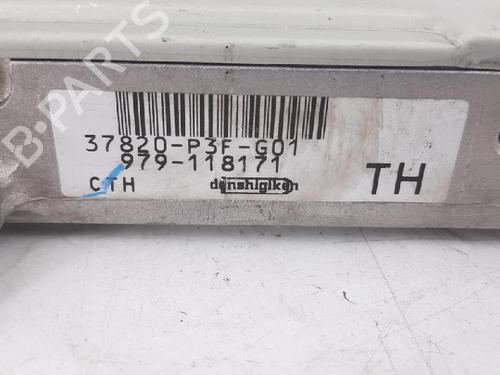 B-PARTS
37820-P3F-G01
979-118171
CTH
denshigiken
TH